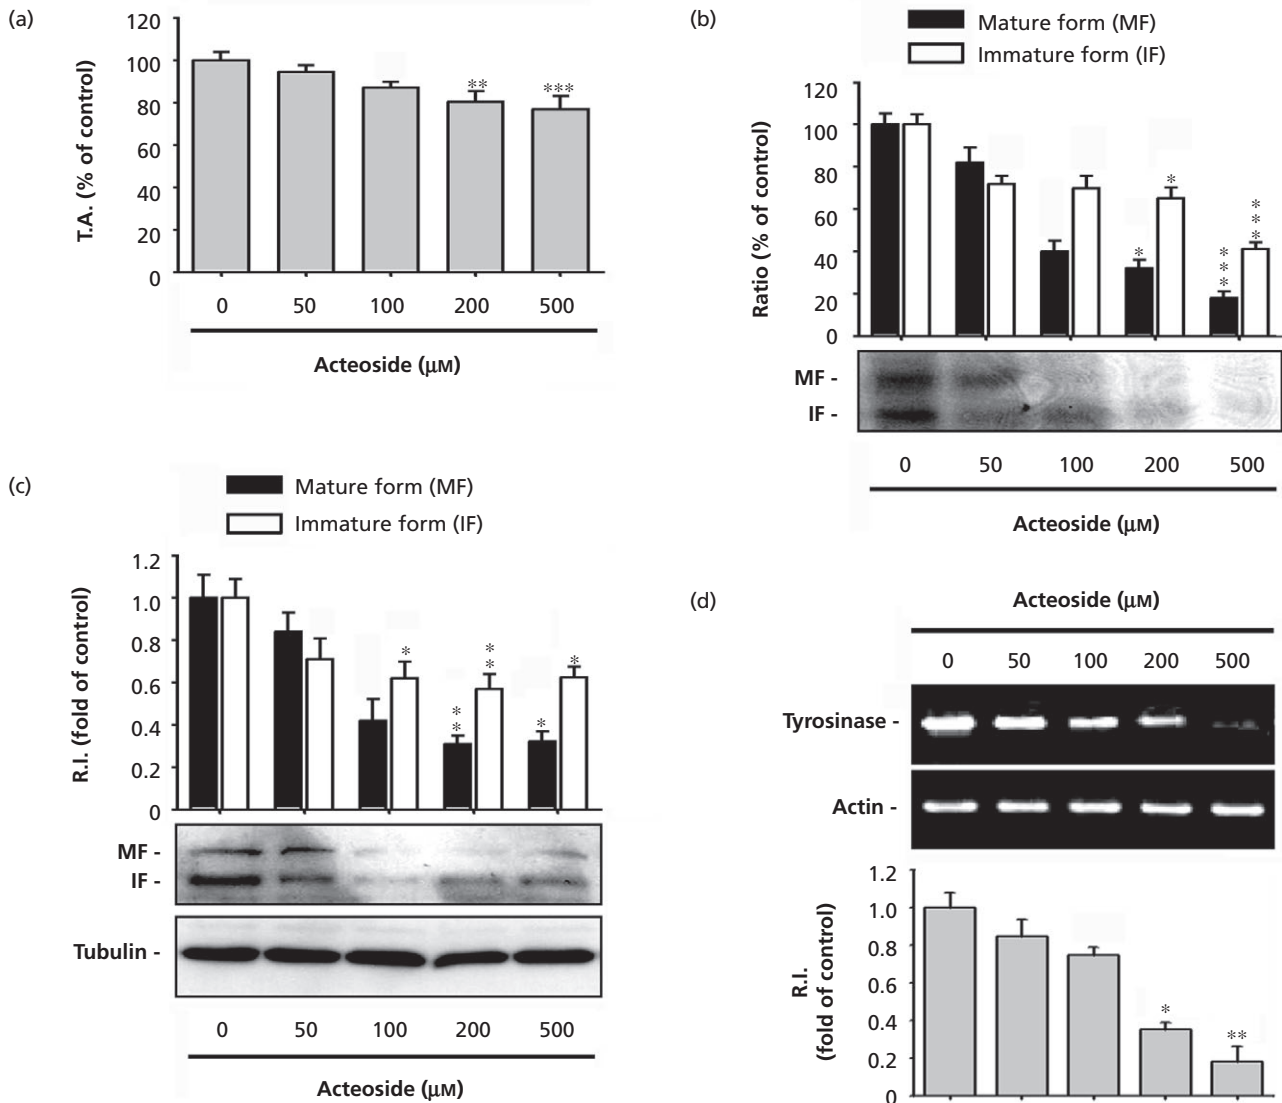 (a)
120
100
80
60
40
20
0
T.A. (% of control)
**
***
0 50 100 200 500
Acteoside (μM)
(b)
Mature form (MF)
Immature form (IF)
120
100
80
60
40
20
0
Ratio (% of control)
*
*
***
***
MF -
IF -
0 50 100 200 500
Acteoside (μM)
(c)
Mature form (MF)
Immature form (IF)
1.2
1.0
0.8
0.6
0.4
0.2
0
R.I. (fold of control)
*
**
**
*
*
MF -
IF -
Tubulin -
0 50 100 200 500
Acteoside (μM)
(d)
Acteoside (μM)
0 50 100 200 500
Tyrosinase -
Actin -
1.2
1.0
0.8
0.6
0.4
0.2
0
R.I.
(fold of control)
*
**